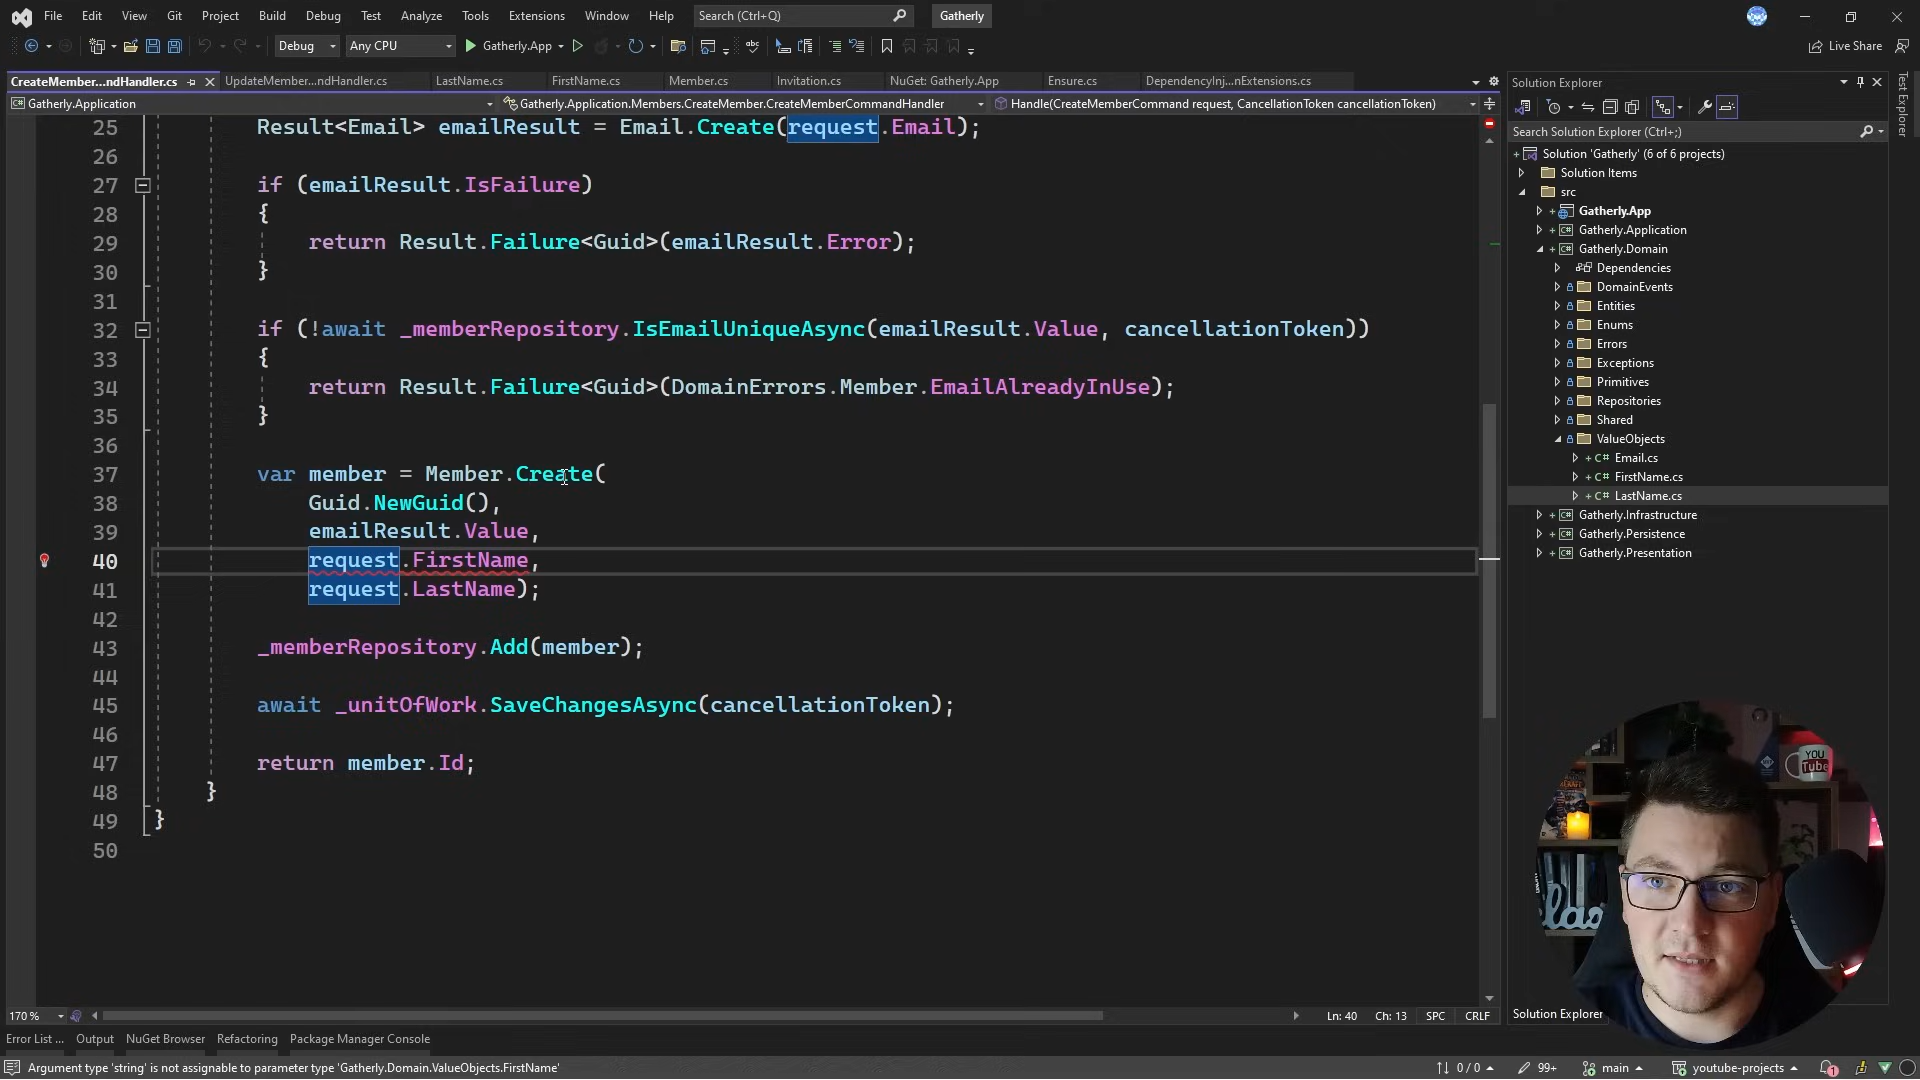 File Edit View Git Project Build Debug Test Analyze Tools Extensions Window Help Search (Ctrl+Q) Gatherly
Debug Any CPU Gatherly.App Live Share
CreateMember...ndHandler.cs UpdateMember...ndHandler.cs LastName.cs FirstName.cs Member.cs Invitation.cs NuGet: Gatherly.App Ensure.cs DependencyInj...nExtensions.cs
Gatherly.Application Gatherly.Application.Members.CreateMember.CreateMemberCommandHandler Handle(CreateMemberCommand request, CancellationToken cancellationToken)
25 Result<Email> emailResult = Email.Create(request.Email);
26
27 if (emailResult.IsFailure)
28 {
29 return Result.Failure<Guid>(emailResult.Error);
30 }
31
32 if (!await _memberRepository.IsEmailUniqueAsync(emailResult.Value, cancellationToken))
33 {
34 return Result.Failure<Guid>(DomainErrors.Member.EmailAlreadyInUse);
35 }
36
37 var member = Member.Create(
38 Guid.NewGuid(),
39 emailResult.Value,
40 request.FirstName,
41 request.LastName);
42
43 _memberRepository.Add(member);
44
45 await _unitOfWork.SaveChangesAsync(cancellationToken);
46
47 return member.Id;
48 }
49 }
50
170 % Ln: 40 Ch: 13 SPC CRLF
Error List ... Output NuGet Browser Refactoring Package Manager Console
Argument type 'string' is not assignable to parameter type 'Gatherly.Domain.ValueObjects.FirstName' 0 / 0 99+ main youtube-projects 1
Solution Explorer
Search Solution Explorer (Ctrl+;)
Solution 'Gatherly' (6 of 6 projects)
Solution Items
src
Gatherly.App
Gatherly.Application
Gatherly.Domain
Dependencies
DomainEvents
Entities
Enums
Errors
Exceptions
Primitives
Repositories
Shared
ValueObjects
C# Email.cs
C# FirstName.cs
C# LastName.cs
Gatherly.Infrastructure
Gatherly.Persistence
Gatherly.Presentation
Solution Explorer
Test Explorer
YOU
Tube